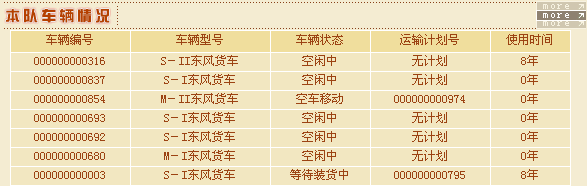 本队车辆情况
more
more
more
车辆编号 车辆型号 车辆状态 运输计划号 使用时间
000000000316 S－II东风货车 空闲中 无计划 8年
000000000837 S－I东风货车 空闲中 无计划 0年
000000000854 M－II东风货车 空车移动 000000000974 0年
000000000693 S－I东风货车 空闲中 无计划 0年
000000000692 S－I东风货车 空闲中 无计划 0年
000000000680 M－I东风货车 空闲中 无计划 0年
000000000003 S－I东风货车 等待装货中 000000000795 8年